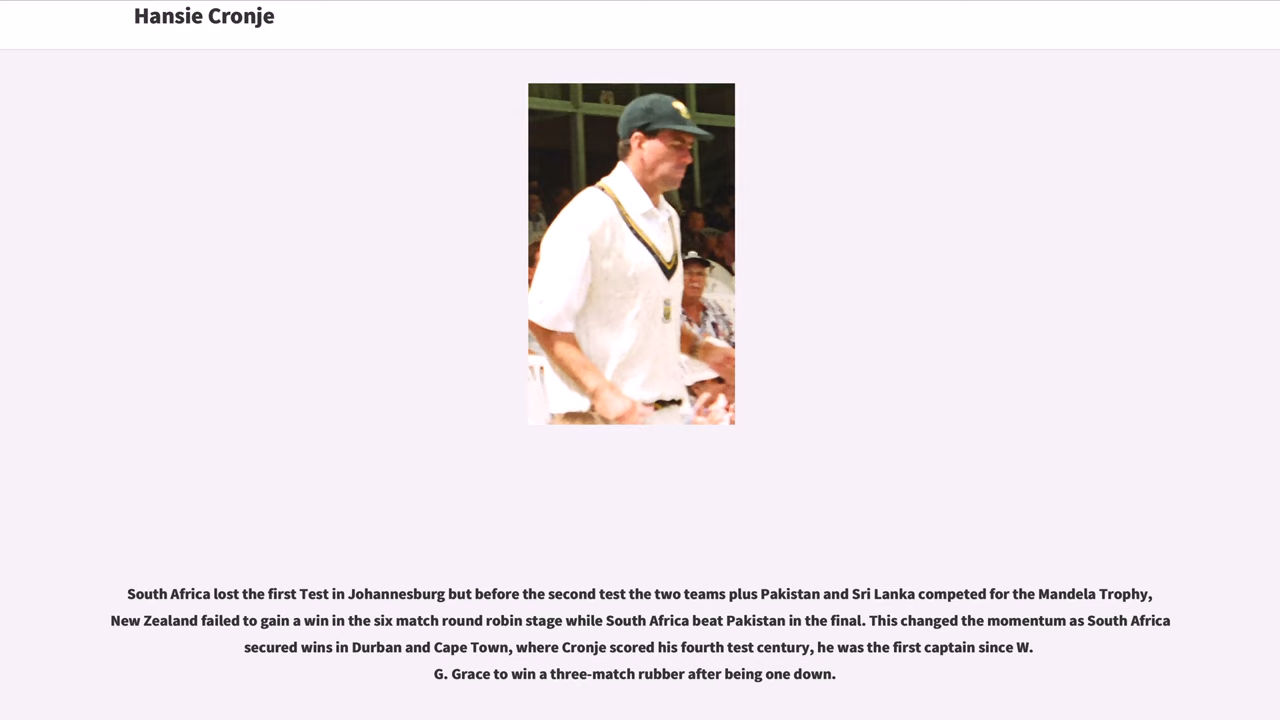 Hansie Cronje
South Africa lost the first Test in Johannesburg but before the second test the two teams plus Pakistan and Sri Lanka competed for the Mandela Trophy,
New Zealand failed to gain a win in the six match round robin stage while South Africa beat Pakistan in the final. This changed the momentum as South Africa
secured wins in Durban and Cape Town, where Cronje scored his fourth test century, he was the first captain since W.
G. Grace to win a three-match rubber after being one down.